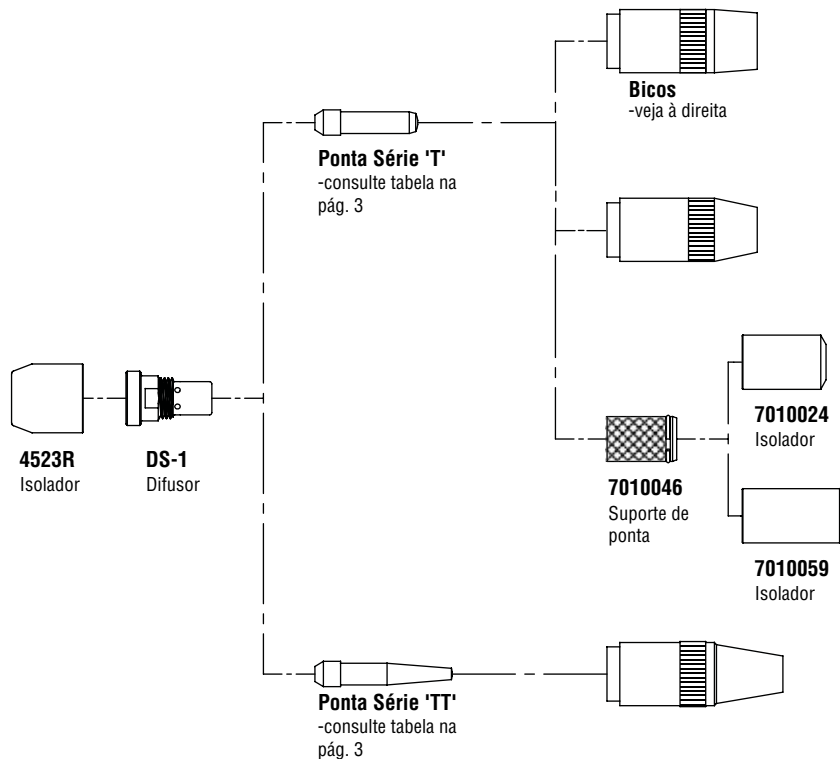 Bicos
-veja à direita
Ponta Série 'T'
-consulte tabela na
pág. 3
4523R
Isolador
DS-1
Difusor
7010024
Isolador
7010046
Suporte de
ponta
7010059
Isolador
Ponta Série 'TT'
-consulte tabela na
pág. 3